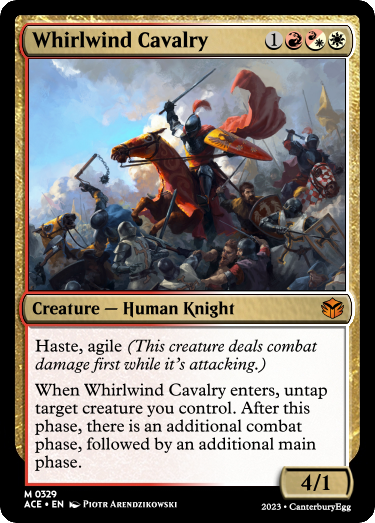 Whirlwind Cavalry
1
Creature — Human Knight
Haste, agile (This creature deals combat
damage first while it's attacking.)
When Whirlwind Cavalry enters, untap
target creature you control. After this
phase, there is an additional combat
phase, followed by an additional main
phase.
4/1
M 0329
ACE • EN Piotr Arendzikowski
2023 • CanterburyEgg